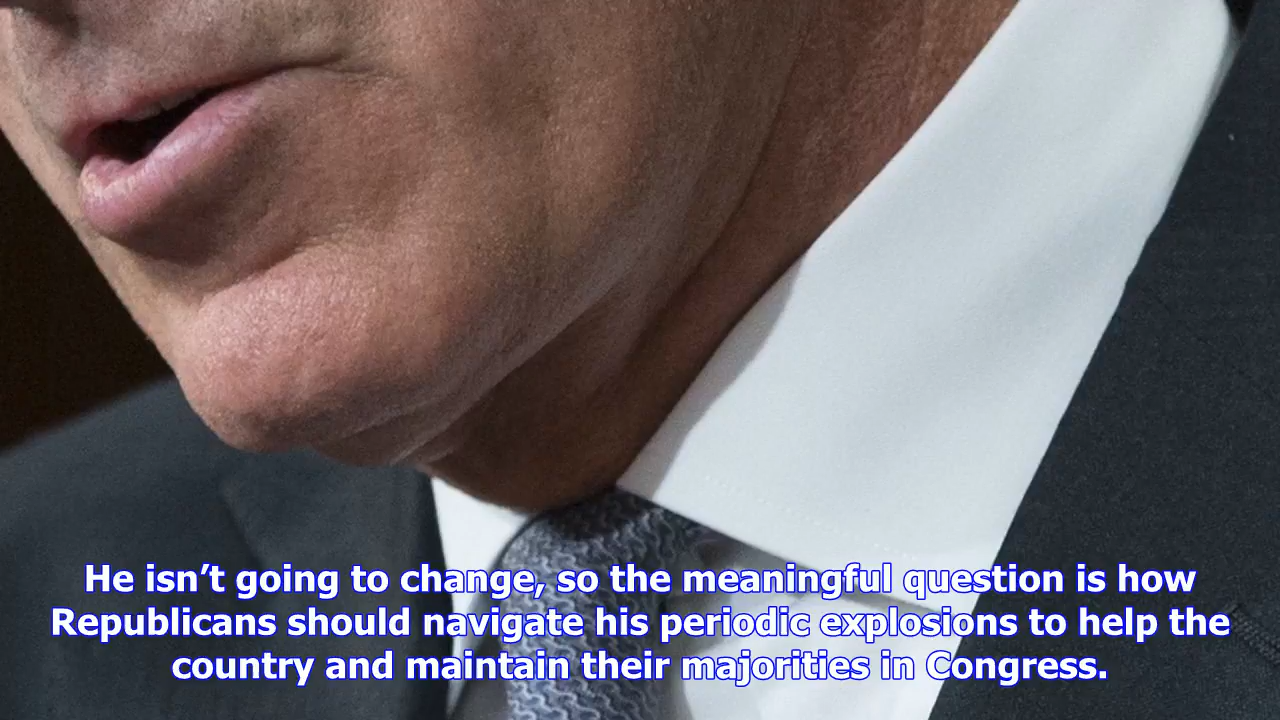 He isn’t going to change, so the meaningful question is how
Republicans should navigate his periodic explosions to help the
country and maintain their majorities in Congress.